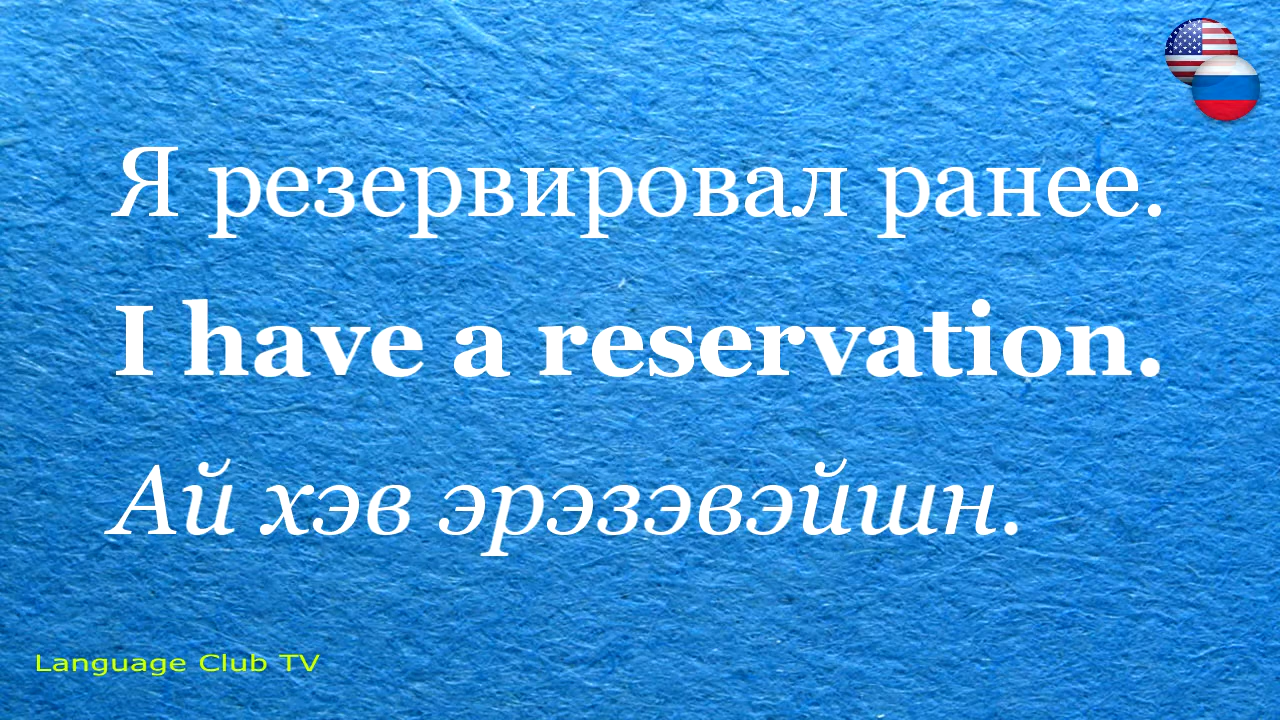 Я резервировал ранее.
I have a reservation.
Ай хэв эрэзэвэйшн.
Language Club TV